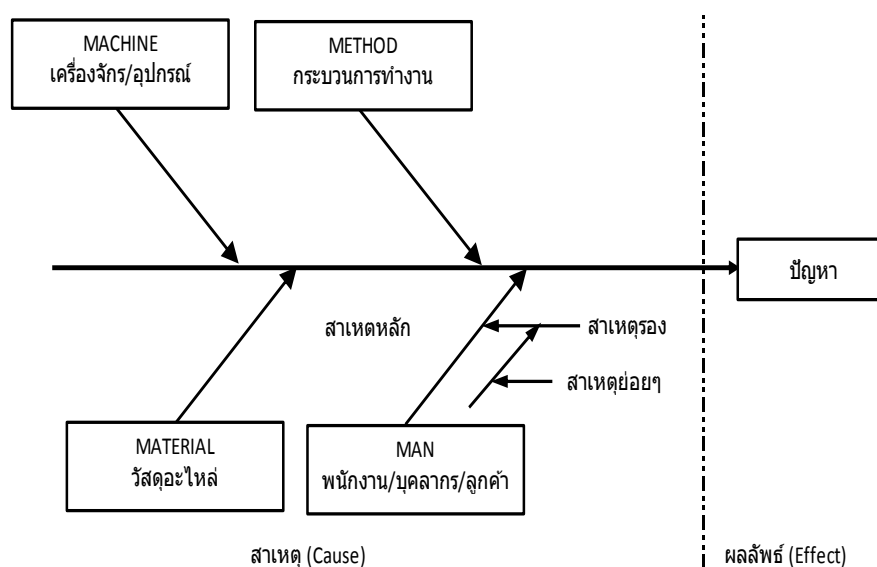 MACHINE
เครื่องจักร/อุปกรณ์
METHOD
กระบวนการทำงาน
ปัญหา
สาเหตหลัก
สาเหตุรอง
สาเหตุย่อยๆ
MATERIAL
วัสดุอะไหล่
MAN
พนักงาน/บุคลากร/ลูกค้า
สาเหตุ (Cause)
ผลลัพธ์ (Effect)